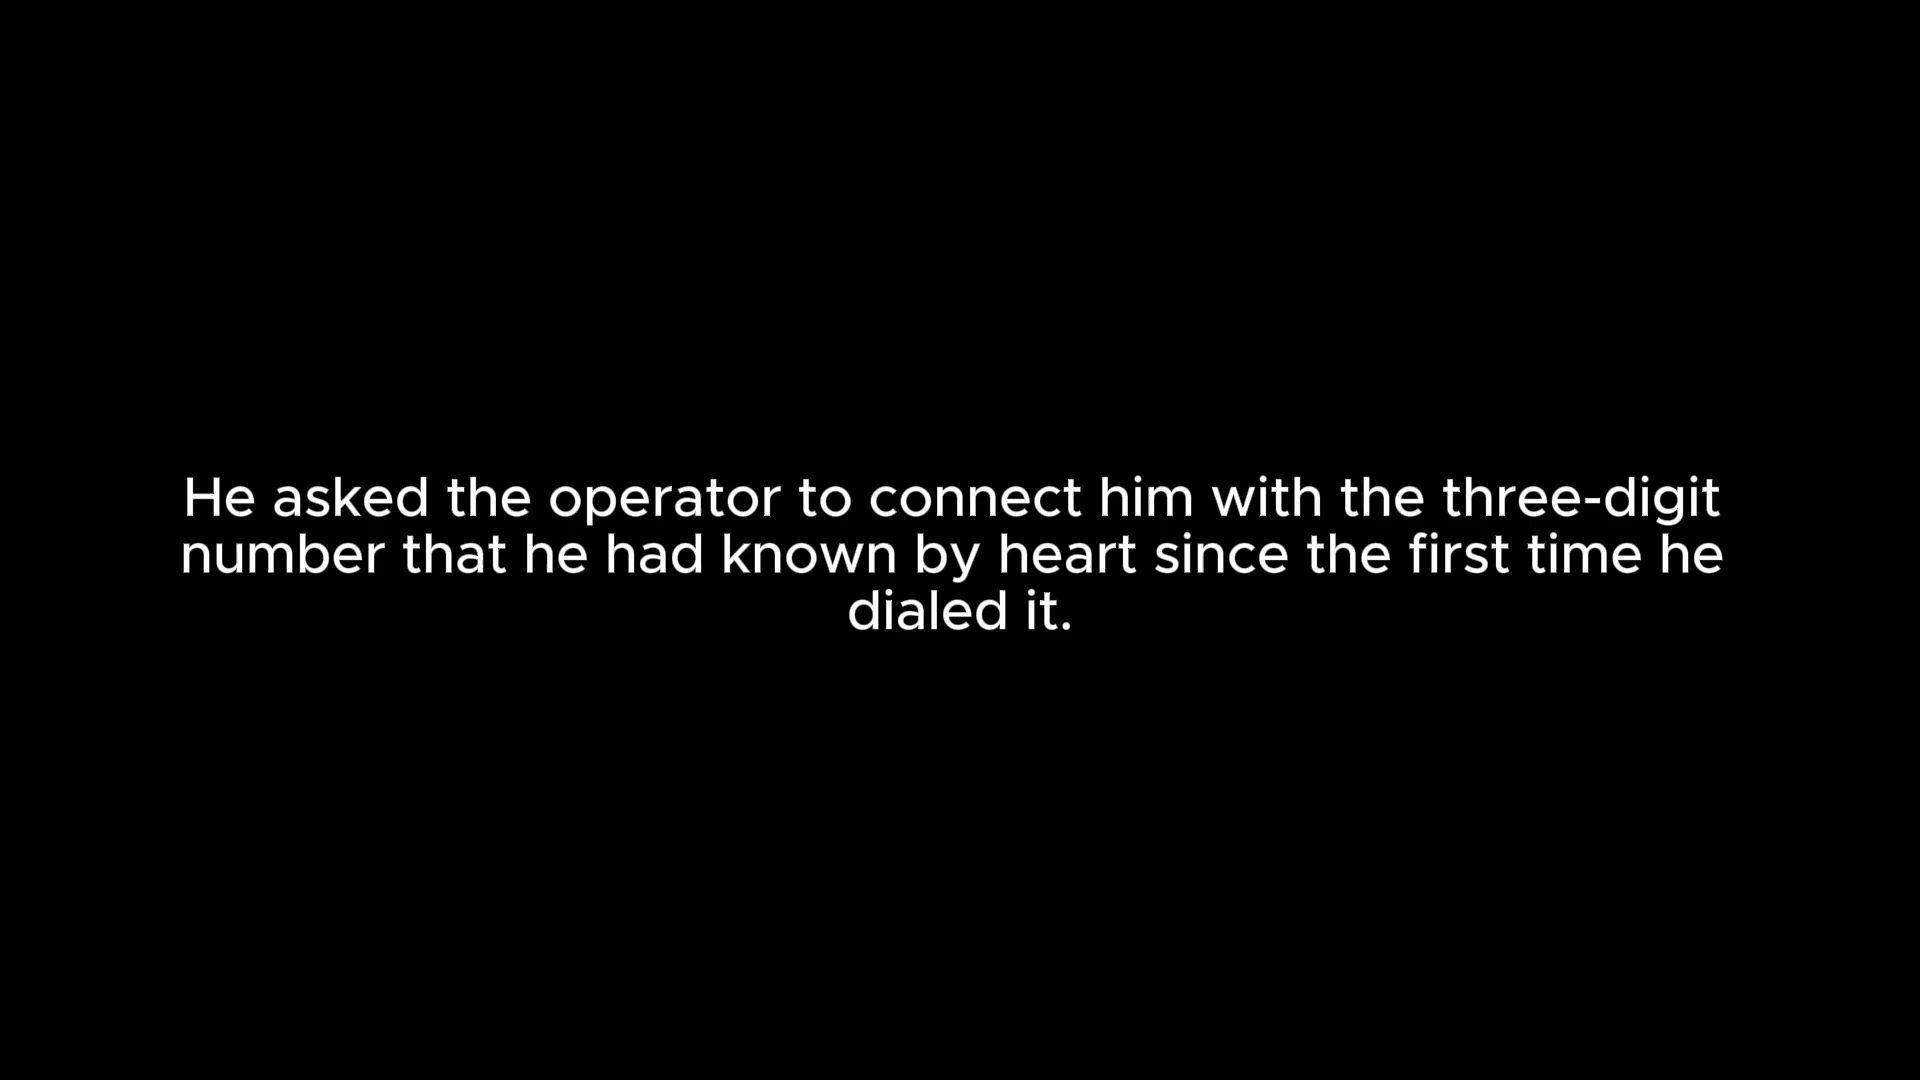 He asked the operator to connect him with the three-digit
number that he had known by heart since the first time he
dialed it.